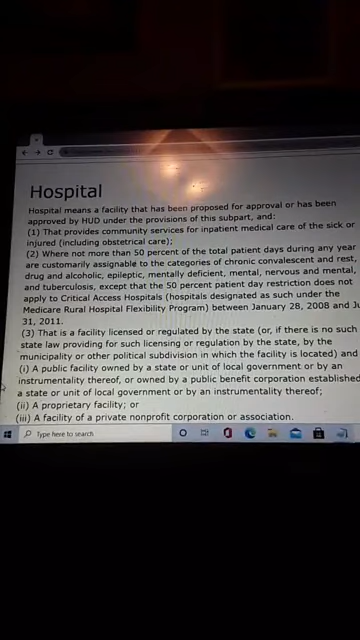 Hospital
Hospital means a facility that has been proposed for approval or has been
approved by HUD under the provisions of this subpart, and:
(1) That provides community services for inpatient medical care of the sick or
injured (including obstetrical care);
(2) Where not more than 50 percent of the total patient days during any year
are customarily assignable to the categories of chronic convalescent and rest,
drug and alcoholic, epileptic, mentally deficient, mental, nervous and mental,
and tuberculosis, except that the 50 percent patient day restriction does not
apply to Critical Access Hospitals (hospitals designated as such under the
Medicare Rural Hospital Flexibility Program) between January 28, 2008 and Ju
31, 2011.
(3) That is a facility licensed or regulated by the state (or, if there is no such
state law providing for such licensing or regulation by the state, by the
municipality or other political subdivision in which the facility is located) and
(i) A public facility owned by a state or unit of local government or by an
instrumentality thereof, or owned by a public benefit corporation established
a state or unit of local government or by an instrumentality thereof;
(ii) A proprietary facility; or
(iii) A facility of a private nonprofit corporation or association.
Type here to search